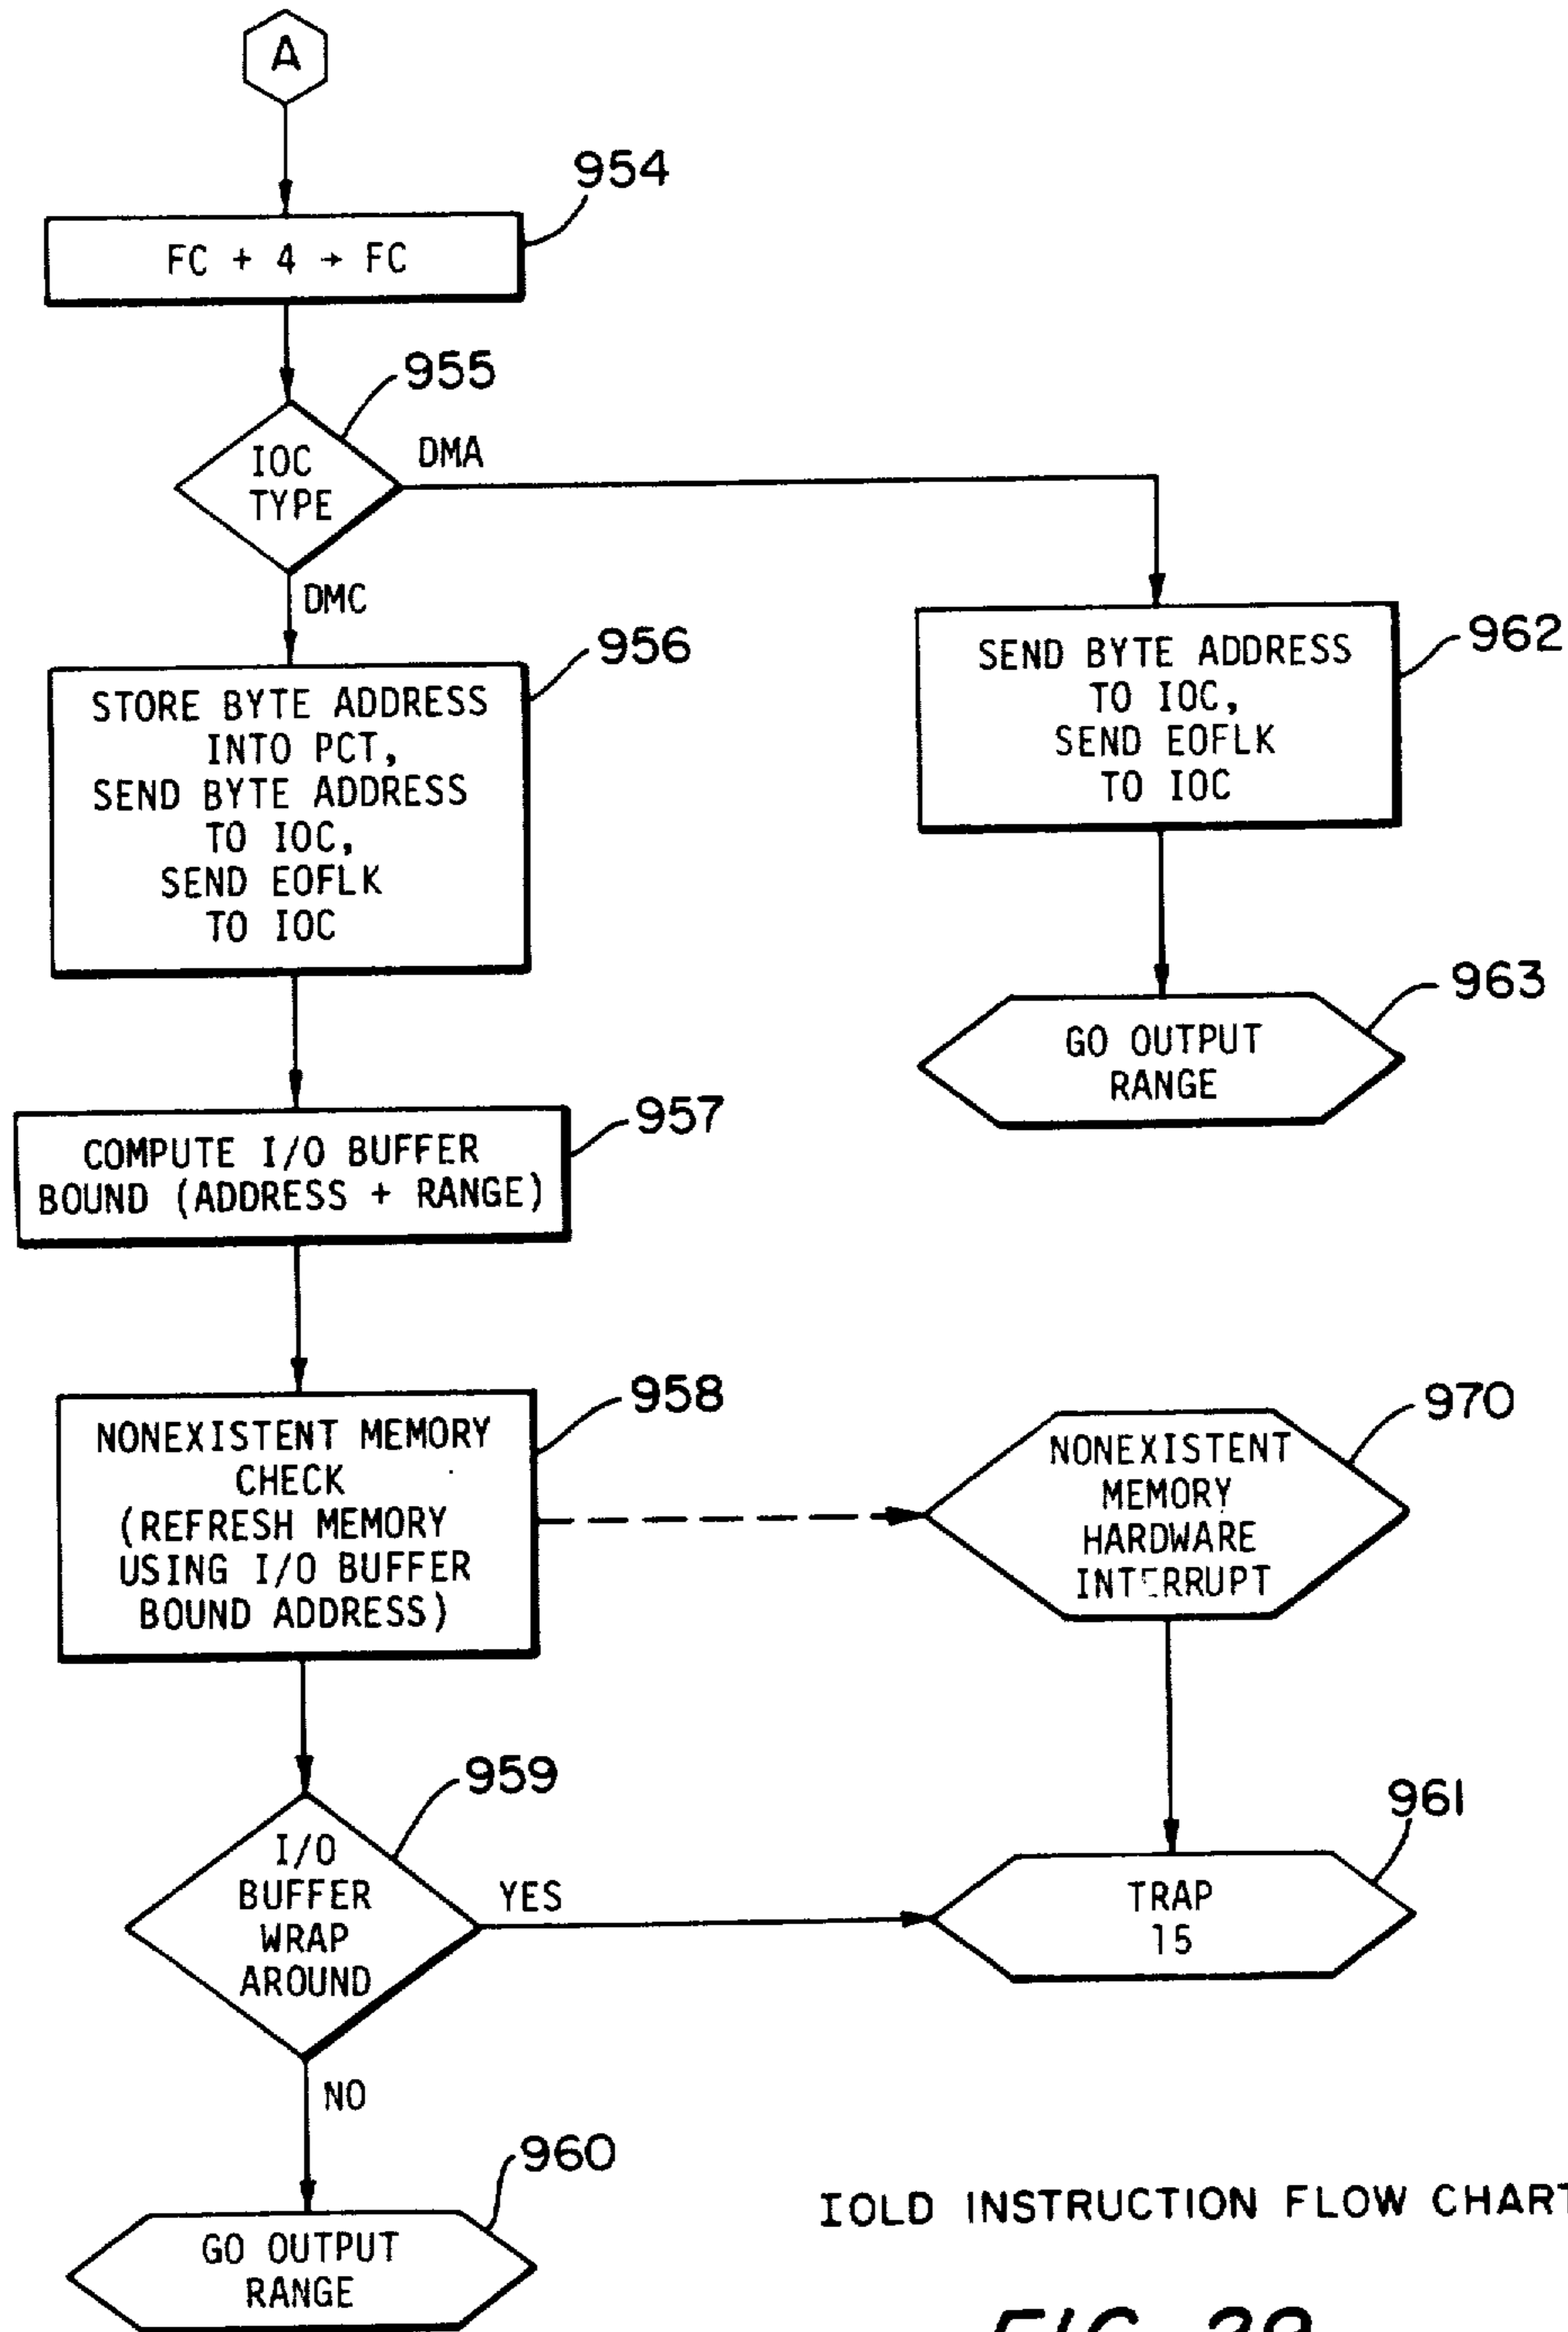 A
954
FC + 4 → FC
955
IOC
TYPE
DMA
DMC
956
STORE BYTE ADDRESS
INTO PCT,
SEND BYTE ADDRESS
TO IOC,
SEND EOFLK
TO IOC
962
SEND BYTE ADDRESS
TO IOC,
SEND EOFLK
TO IOC
963
GO OUTPUT
RANGE
957
COMPUTE I/O BUFFER
BOUND (ADDRESS + RANGE)
958
NONEXISTENT MEMORY
CHECK
(REFRESH MEMORY
USING I/O BUFFER
BOUND ADDRESS)
970
NONEXISTENT
MEMORY
HARDWARE
INTERRUPT
959
I/O
BUFFER
WRAP
AROUND
YES
961
TRAP
15
NO
960
GO OUTPUT
RANGE
IOLD INSTRUCTION FLOW CHART